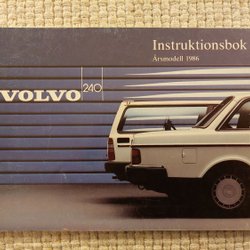 Instruktionsbok
Årsmodell 1986
VOLVO 240